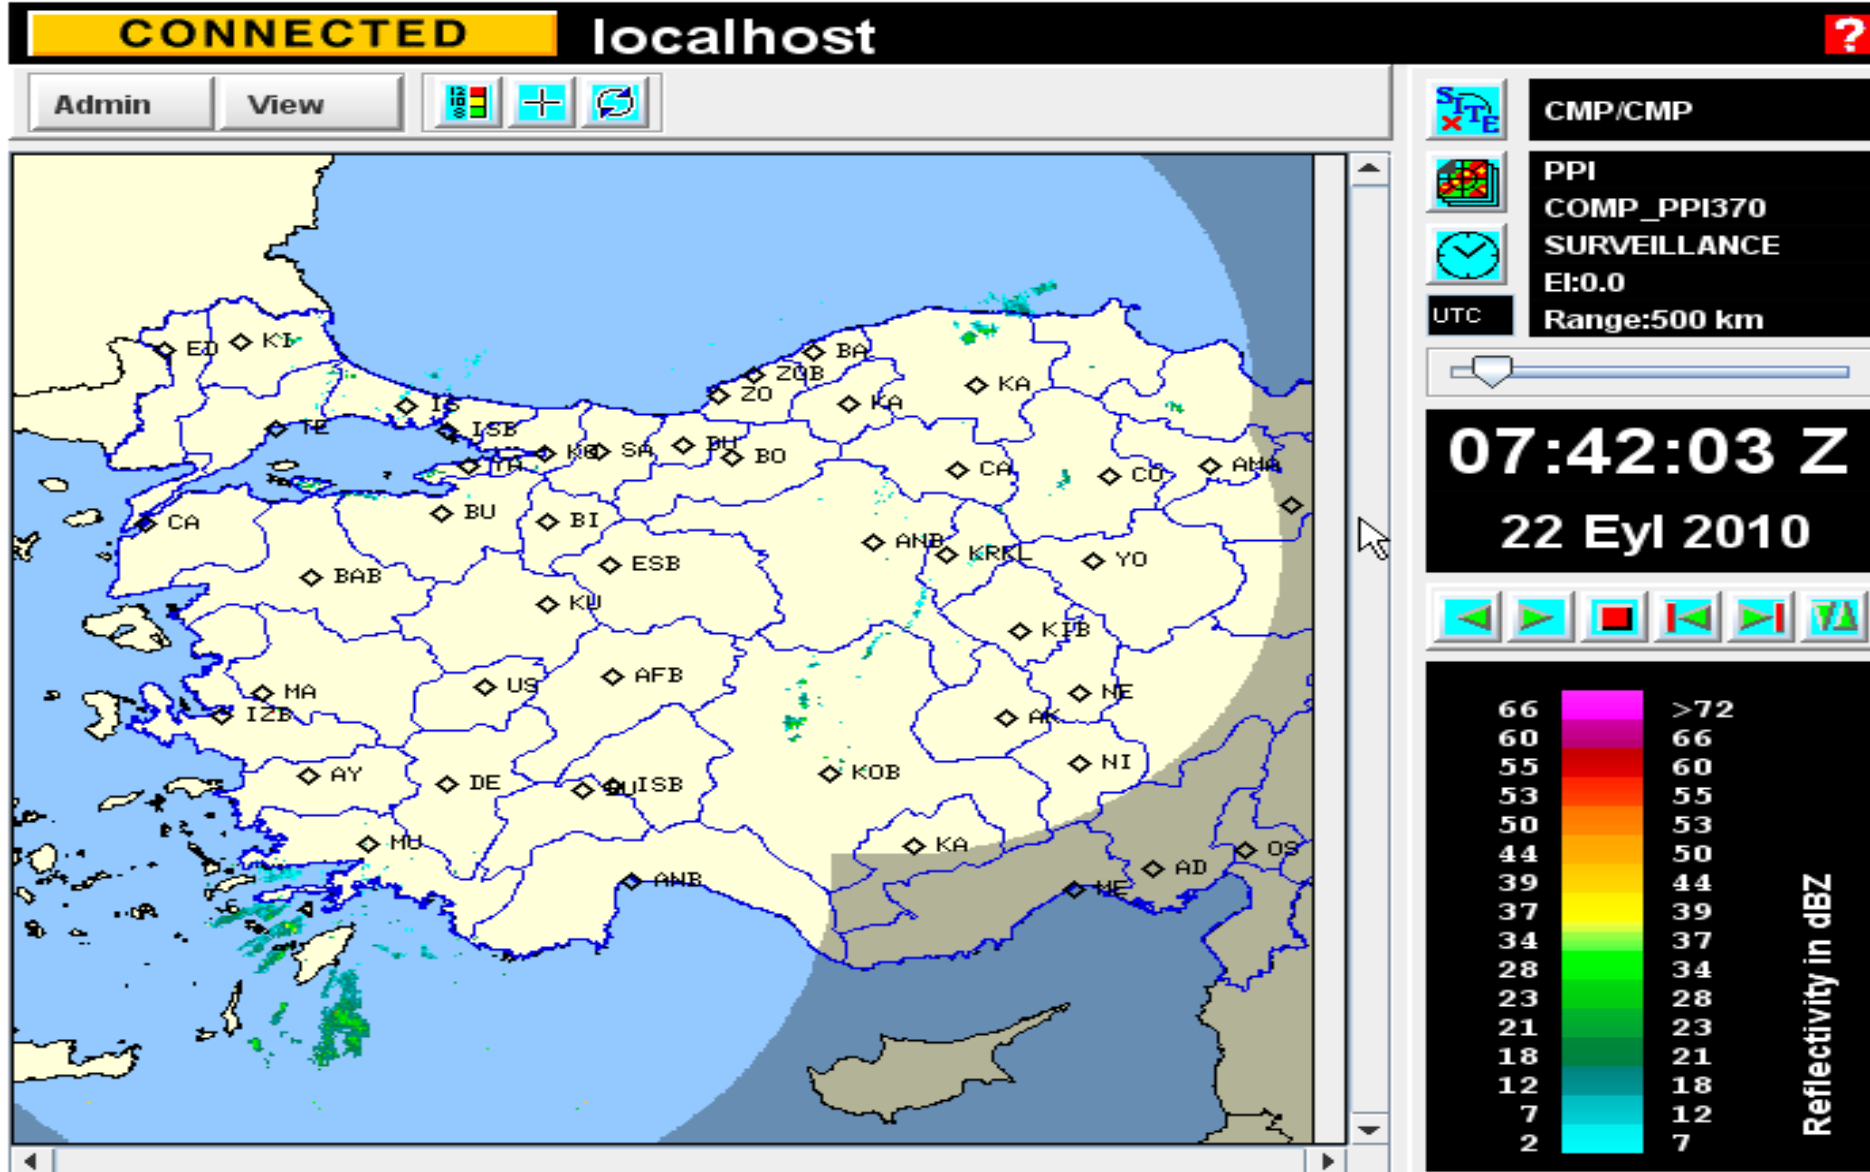 CONNECTED localhost ?
Admin View
SITE
CMP/CMP
PPI
COMP_PPI370
SURVEILLANCE
El:0.0
Range:500 km
UTC
07:42:03 Z
22 Eyl 2010
ED
KI
BA
ZOB
ZO
KA
KA
IS
TE
ISB
YA
KO
SA
DU
BO
CA
CO
AMA
CA
BU
BI
ANB
KRKL
YO
BAB
ESB
KU
KIB
AFB
MA
US
NE
IZB
AK
AY
DE
BU
ISB
KOB
NI
MU
KA
AD
OS
ANB
ME
66 >72
60 66
55 60
53 55
50 53
44 50
39 44
37 39
34 37
28 34
23 28
21 23
18 21
12 18
7 12
2 7
Reflectivity in dBZ